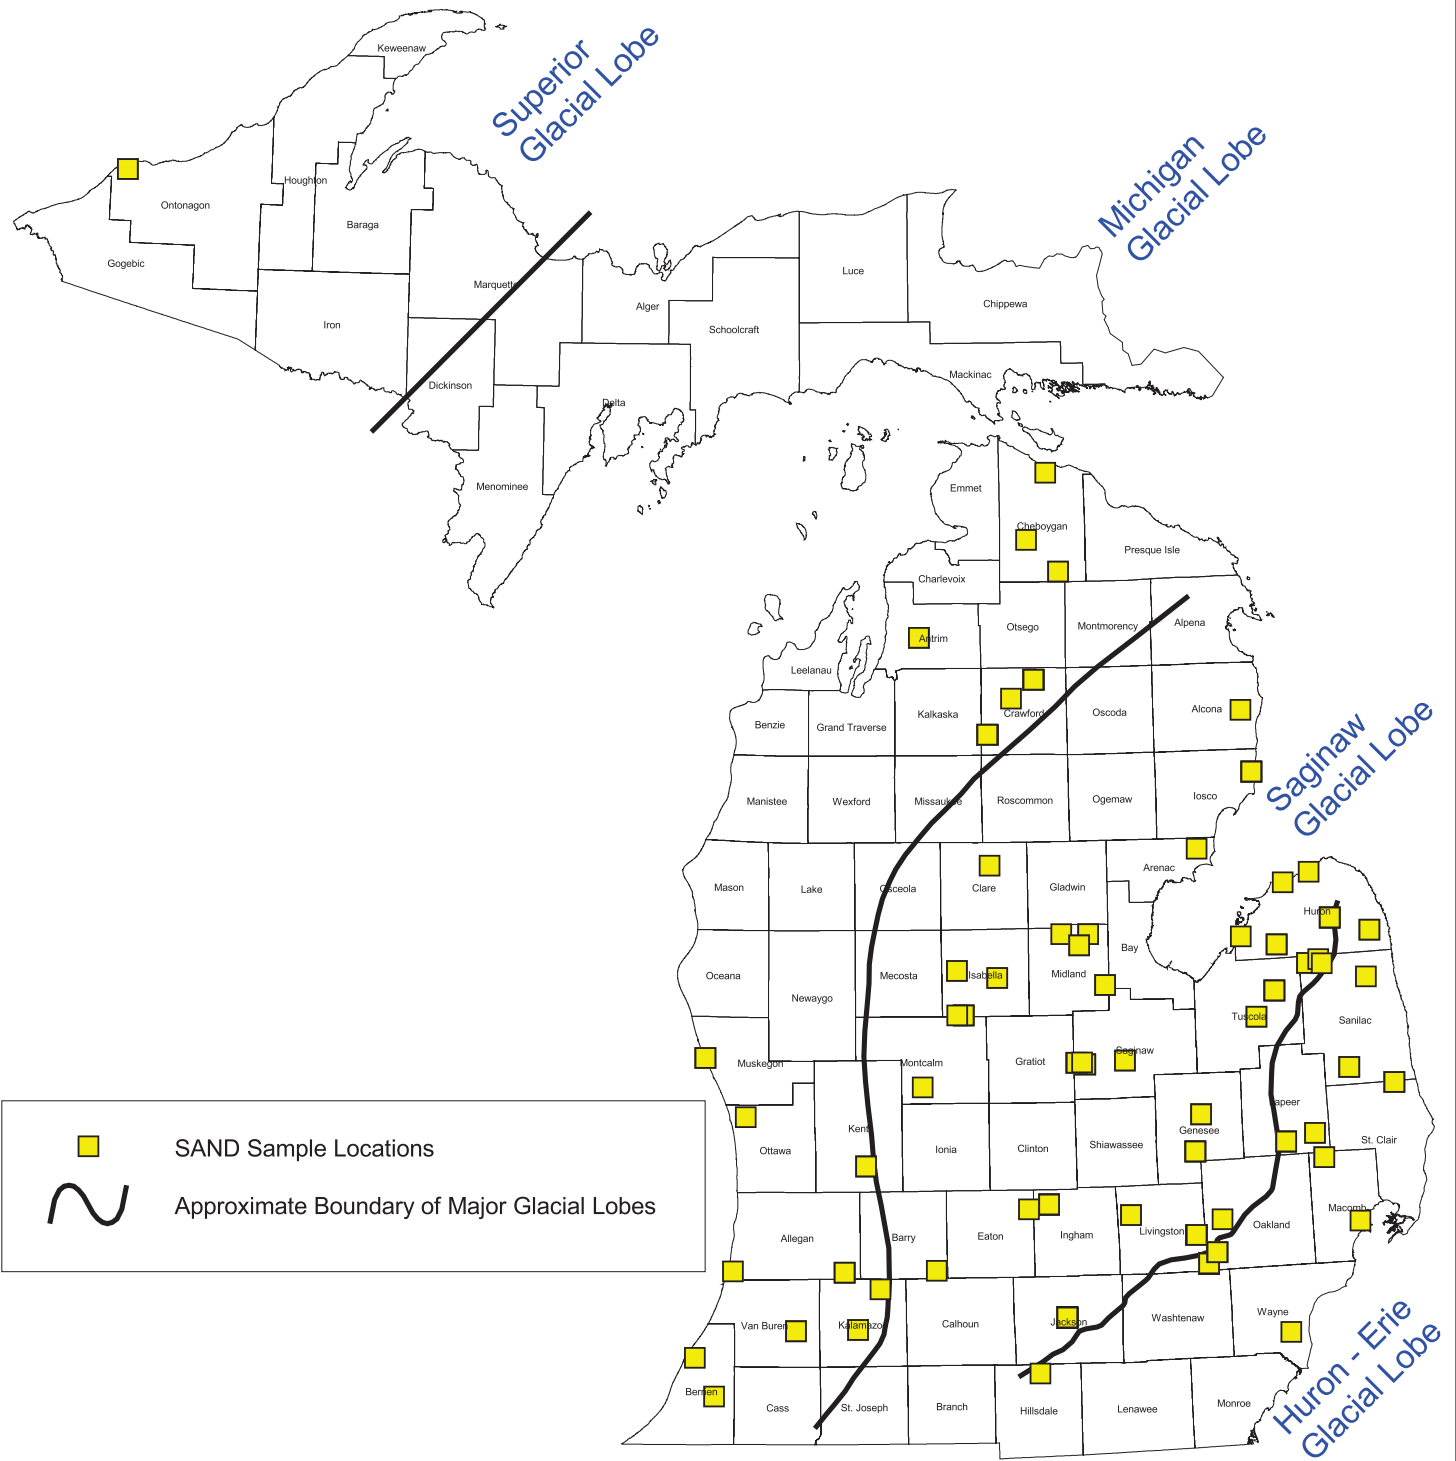 Keweenaw
Superior
Glacial Lobe
Michigan
Glacial Lobe
Houghton
Ontonagon
Baraga
Gogebic
Marquette
Luce
Alger
Chippewa
Iron
Schoolcraft
Mackinac
Dickinson
Delta
Menominee
Emmet
Cheboygan
Presque Isle
Charlevoix
Otsego
Montmorency
Alpena
Antrim
Leelanau
Benzie
Grand Traverse
Kalkaska
Crawford
Oscoda
Alcona
Saginaw
Glacial Lobe
Manistee
Wexford
Missaukee
Roscommon
Ogemaw
Iosco
Arenac
Mason
Lake
Osceola
Clare
Gladwin
Huron
Bay
Oceana
Newaygo
Mecosta
Isabella
Midland
Tuscola
Sanilac
Muskegon
Montcalm
Gratiot
Saginaw
Lapeer
Kent
Ottawa
Ionia
Clinton
Shiawassee
Genesee
St. Clair
SAND Sample Locations
Approximate Boundary of Major Glacial Lobes
Allegan
Barry
Eaton
Ingham
Livingston
Oakland
Macomb
Van Buren
Kalamazoo
Calhoun
Jackson
Washtenaw
Wayne
Huron - Erie
Glacial Lobe
Berrien
Cass
St. Joseph
Branch
Hillsdale
Lenawee
Monroe